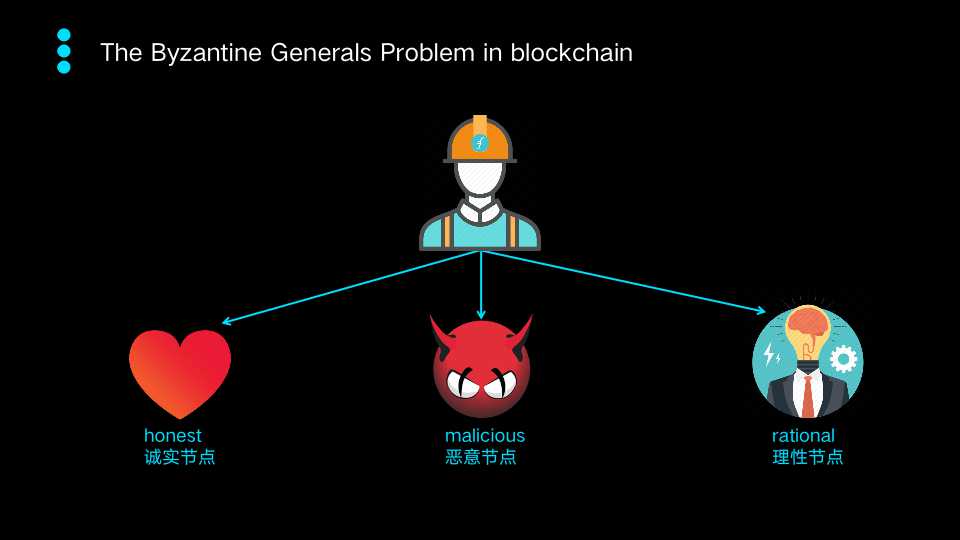 The Byzantine Generals Problem in blockchain
honest
诚实节点
malicious
恶意节点
rational
理性节点